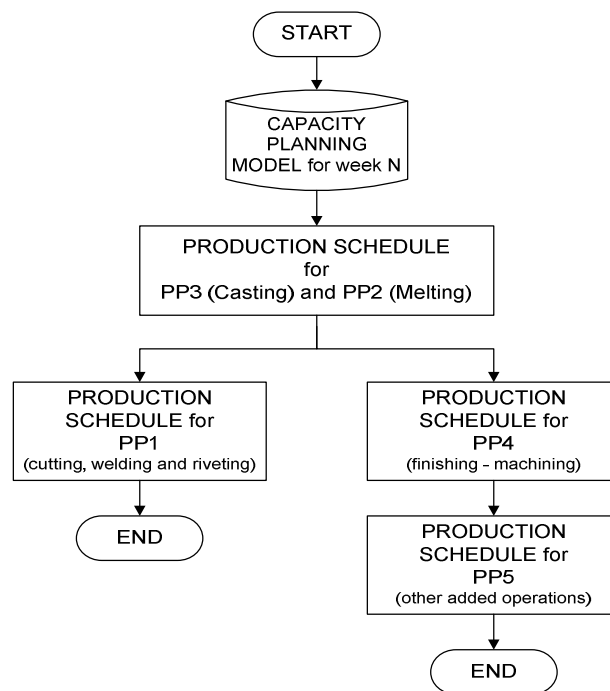 START
CAPACITY
PLANNING
MODEL for week N
PRODUCTION SCHEDULE
for
PP3 (Casting) and PP2 (Melting)
PRODUCTION
SCHEDULE for
PP1
(cutting, welding and riveting)
END
PRODUCTION
SCHEDULE for
PP4
(finishing - machining)
PRODUCTION
SCHEDULE for
PP5
(other added operations)
END